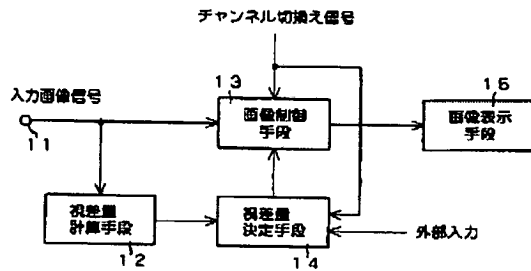 チャンネル切換え信号
13
入力画像信号
画像制御
手段
15
画像表示
手段
11
視差量
計算手段
視差量
決定手段
外部入力
12
14